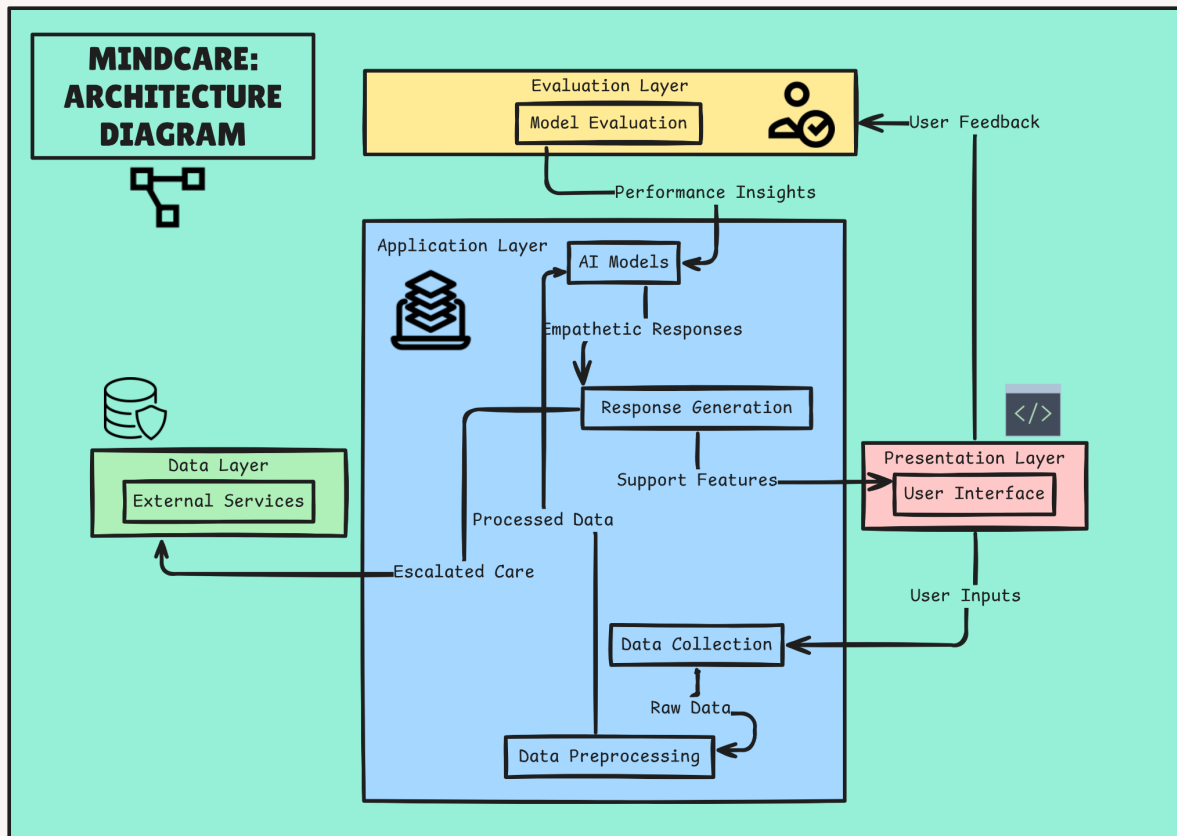 MINDCARE:
ARCHITECTURE
DIAGRAM
Evaluation Layer
Model Evaluation
User Feedback
Performance Insights
Application Layer
AI Models
Empathetic Responses
Response Generation
Support Features
</>
Presentation Layer
User Interface
Data Layer
External Services
Processed Data
Escalated Care
User Inputs
Data Collection
Raw Data
Data Preprocessing